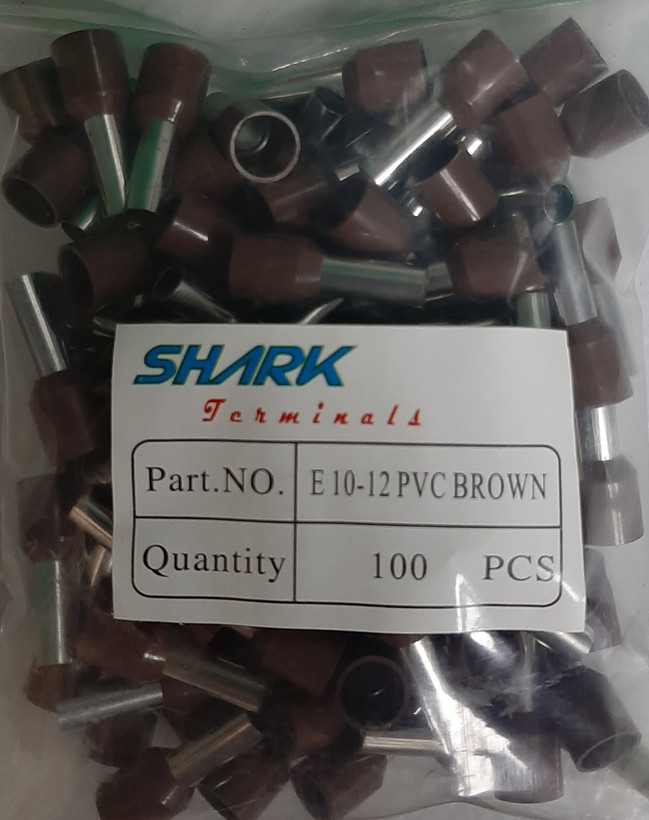 SHARK
Terminals
Part.NO. E 10-12 PVC BROWN
Quantity 100 PCS